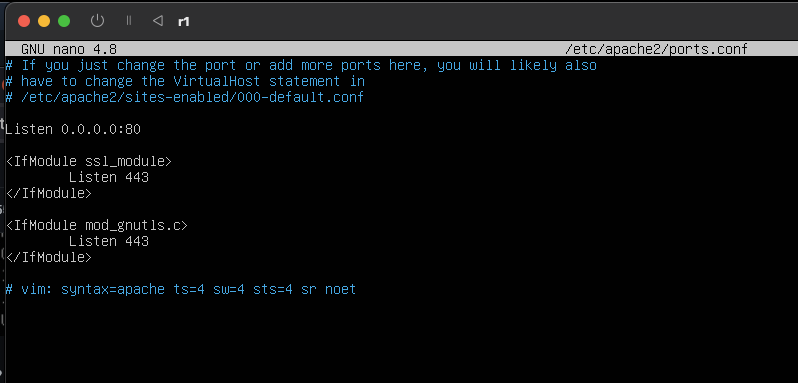 r1
GNU nano 4.8 /etc/apache2/ports.conf
# If you just change the port or add more ports here, you will likely also
# have to change the VirtualHost statement in
# /etc/apache2/sites-enabled/000-default.conf
Listen 0.0.0.0:80
<IfModule ssl_module>
Listen 443
</IfModule>
<IfModule mod_gnutls.c>
Listen 443
</IfModule>
# vim: syntax=apache ts=4 sw=4 sts=4 sr noet